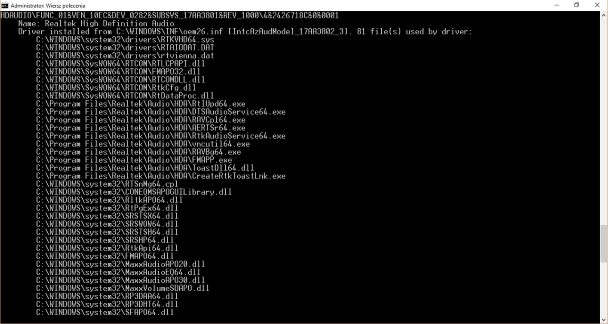 Administrator: Wiersz polecenia
HDAUDIO\FUNC_01&VEN_10EC&DEV_0282&SUBSYS_17AA3801&REV_1000\4&2426718C&0&0001
Name: Realtek High Definition Audio
Driver installed from C:\WINDOWS\INF\oem26.inf [IntcAzAudModel_17AA3802_3]. 81 file(s) used by driver:
C:\WINDOWS\system32\drivers\RTKVHD64.sys
C:\WINDOWS\system32\drivers\RTAIODAT.DAT
C:\WINDOWS\system32\drivers\rtvienna.dat
C:\WINDOWS\SysWOW64\RTCOM\RTLCPAPI.dll
C:\WINDOWS\SysWOW64\RTCOM\FMAPO32.dll
C:\WINDOWS\SysWOW64\RTCOM\RTCOMDLL.dll
C:\WINDOWS\SysWOW64\RTCOM\RtkCfg.dll
C:\WINDOWS\SysWOW64\RTCOM\RtDataProc.dll
C:\Program Files\Realtek\Audio\HDA\RtlUpd64.exe
C:\Program Files\Realtek\Audio\HDA\DTSAudioService64.exe
C:\Program Files\Realtek\Audio\HDA\RAVCpl64.exe
C:\Program Files\Realtek\Audio\HDA\AERTSr64.exe
C:\Program Files\Realtek\Audio\HDA\RtkAudioService64.exe
C:\Program Files\Realtek\Audio\HDA\vncutil64.exe
C:\Program Files\Realtek\Audio\HDA\RAVBg64.exe
C:\Program Files\Realtek\Audio\HDA\FMAPP.exe
C:\Program Files\Realtek\Audio\HDA\ToastDll64.dll
C:\Program Files\Realtek\Audio\HDA\CreateRtkToastLnk.exe
C:\WINDOWS\system32\RTSnMg64.cpl
C:\WINDOWS\system32\CONEQMSAPOGUILibrary.dll
C:\WINDOWS\system32\RltkAPO64.dll
C:\WINDOWS\system32\RtPgEx64.dll
C:\WINDOWS\system32\SRSTSX64.dll
C:\WINDOWS\system32\SRSWOW64.dll
C:\WINDOWS\system32\SRSTSH64.dll
C:\WINDOWS\system32\SRSHP64.dll
C:\WINDOWS\system32\RtkApi64.dll
C:\WINDOWS\system32\FMAPO64.dll
C:\WINDOWS\system32\MaxxAudioAPO20.dll
C:\WINDOWS\system32\MaxxAudioEQ64.dll
C:\WINDOWS\system32\MaxxAudioAPO30.dll
C:\WINDOWS\system32\MaxxVolumeSDAPO.dll
C:\WINDOWS\system32\RP3DAA64.dll
C:\WINDOWS\system32\RP3DHT64.dll
C:\WINDOWS\system32\SFAPO64.dll